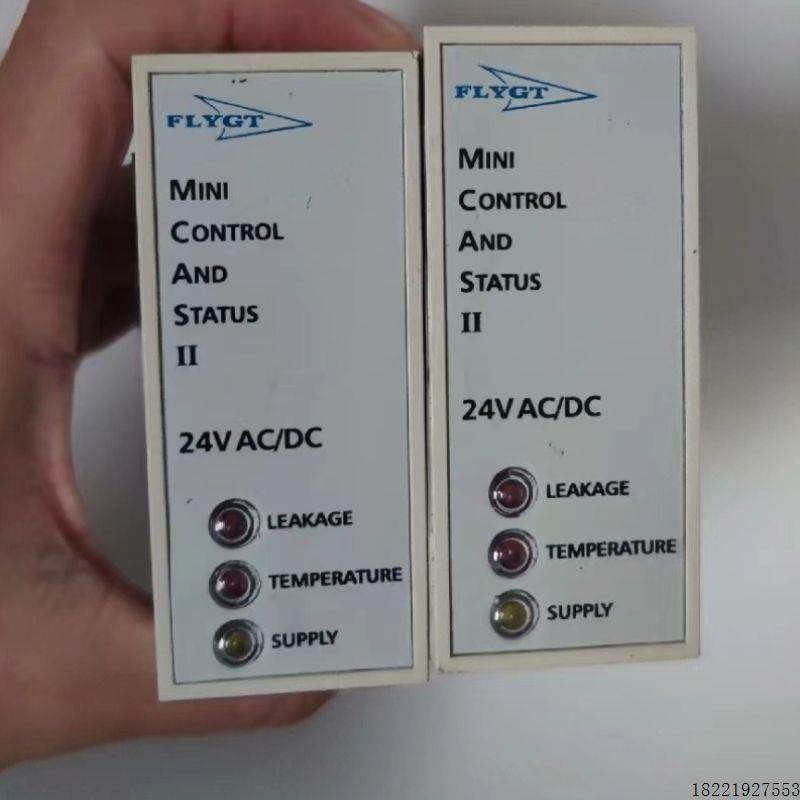 FLYGT
MINI
CONTROL
AND
STATUS
II
24V AC/DC
LEAKAGE
TEMPERATURE
SUPPLY
FLYGT
MINI
CONTROL
AND
STATUS
II
24V AC/DC
LEAKAGE
TEMPERATURE
SUPPLY
18221927553